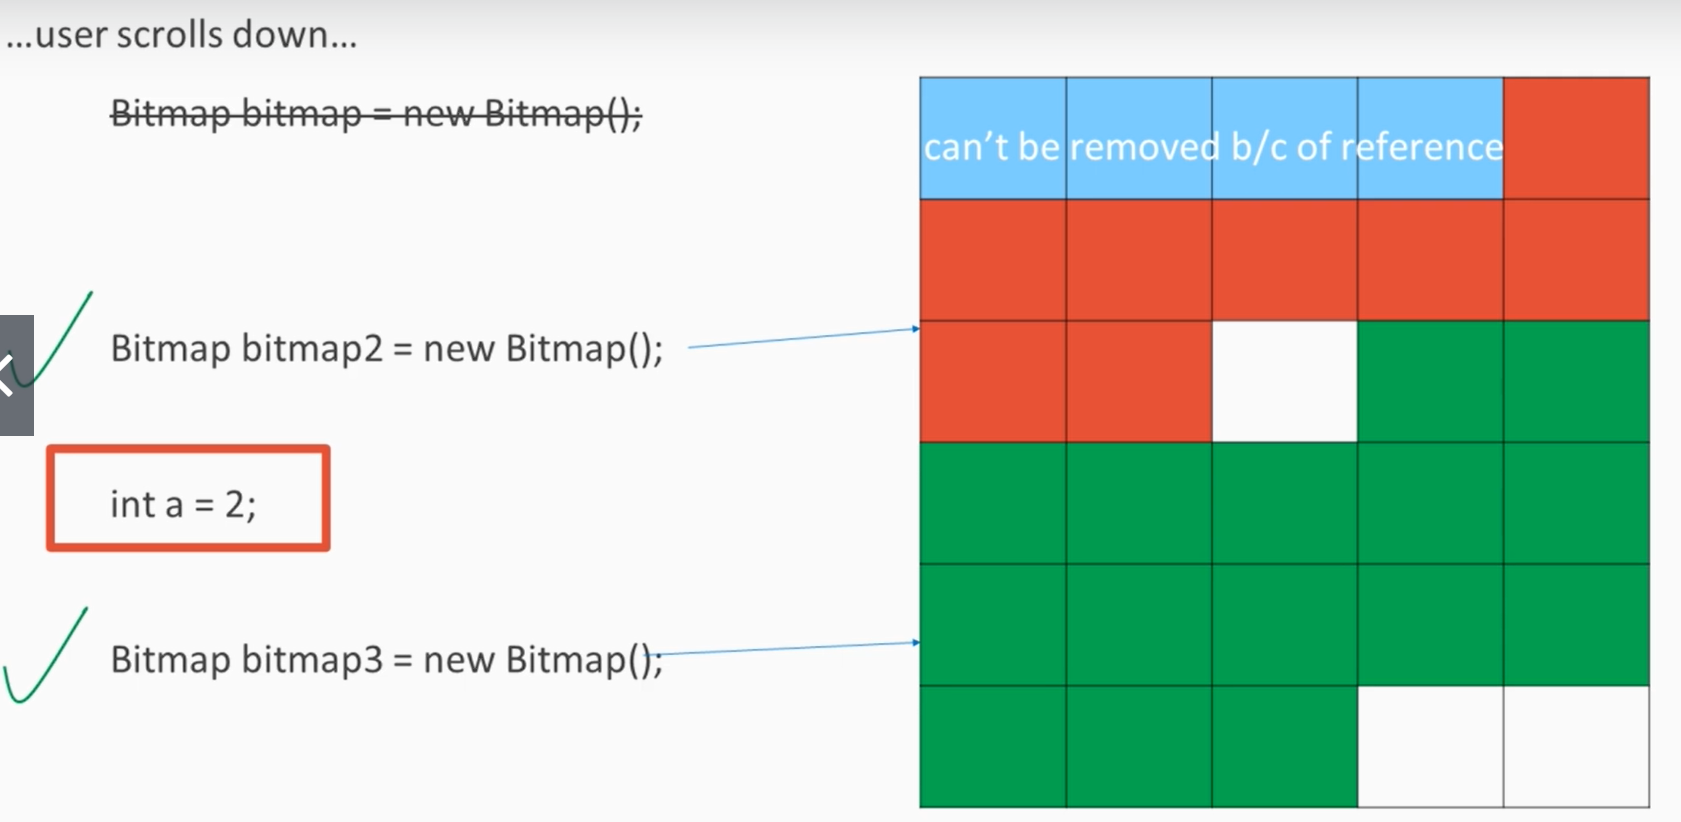 ...user scrolls down...
Bitmap bitmap = new Bitmap();
can't be removed b/c of reference
Bitmap bitmap2 = new Bitmap();
int a = 2;
Bitmap bitmap3 = new Bitmap();